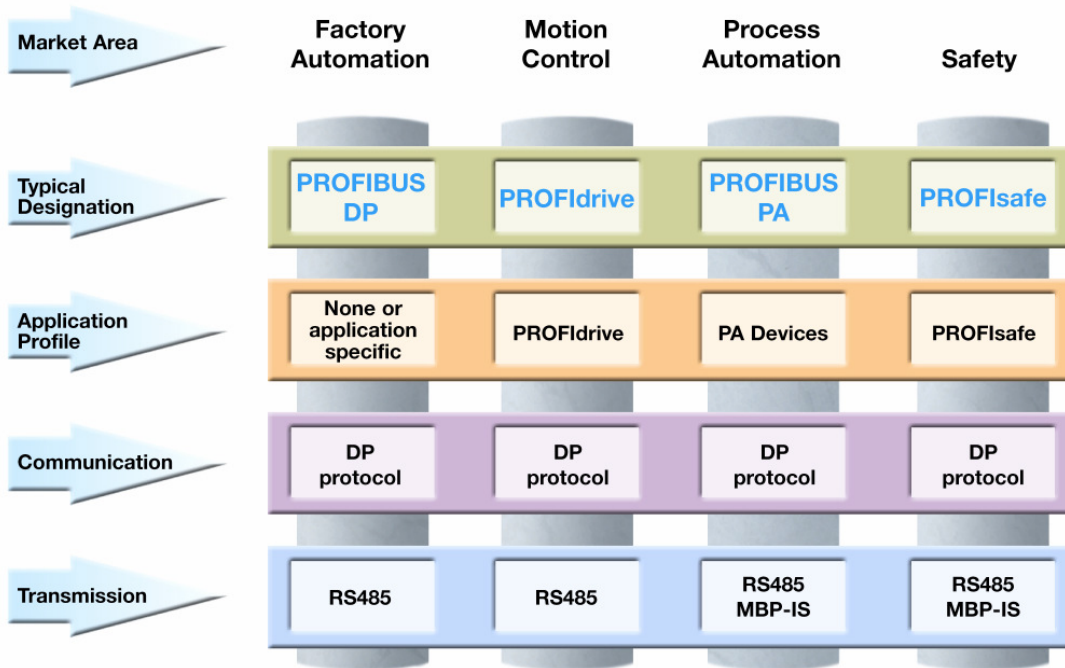 Market Area
Factory
Automation
Motion
Control
Process
Automation
Safety
Typical
Designation
PROFIBUS
DP
PROFIdrive
PROFIBUS
PA
PROFIsafe
Application
Profile
None or
application
specific
PROFIdrive
PA Devices
PROFIsafe
Communication
DP
protocol
DP
protocol
DP
protocol
DP
protocol
Transmission
RS485
RS485
RS485
MBP-IS
RS485
MBP-IS